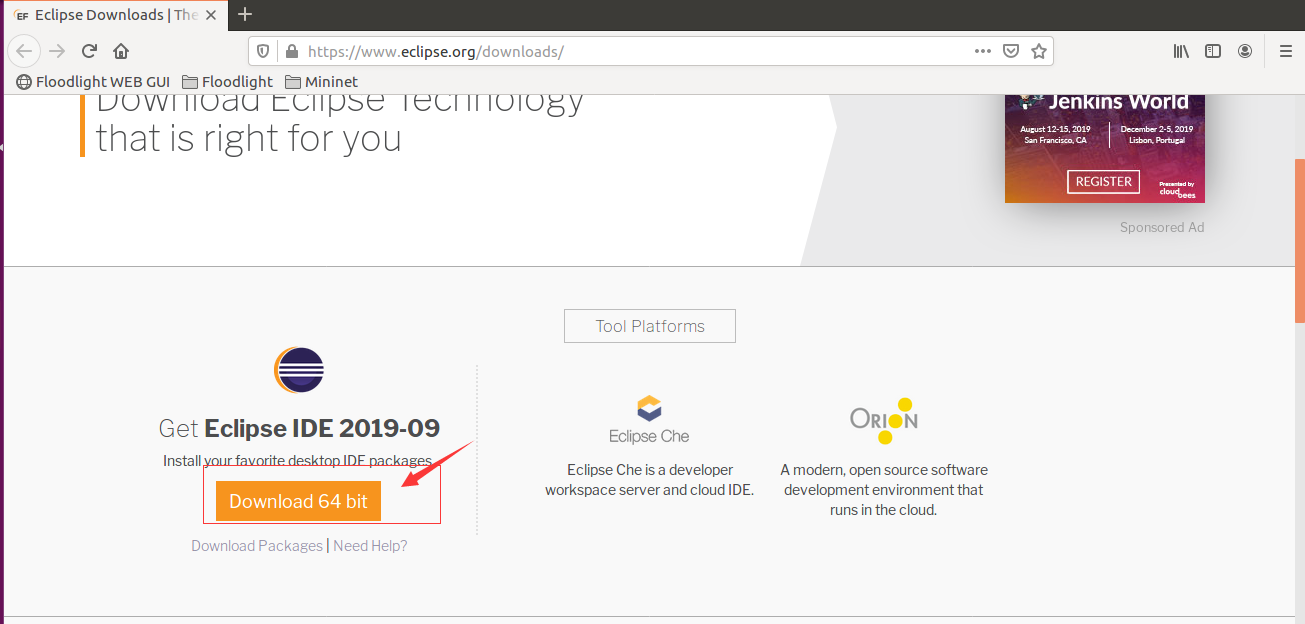 EF Eclipse Downloads | The
https://www.eclipse.org/downloads/
Floodlight WEB GUI Floodlight Mininet
Download Eclipse Technology
that is right for you
Jenkins World
August 12-15, 2019
San Francisco, CA
December 2-5, 2019
Lisbon, Portugal
REGISTER
Presented by
cloudbees
Sponsored Ad
Tool Platforms
Get Eclipse IDE 2019-09
Install your favorite desktop IDE packages.
Download 64 bit
Download Packages | Need Help?
Eclipse Che
Eclipse Che is a developer
workspace server and cloud IDE.
ORION
A modern, open source software
development environment that
runs in the cloud.